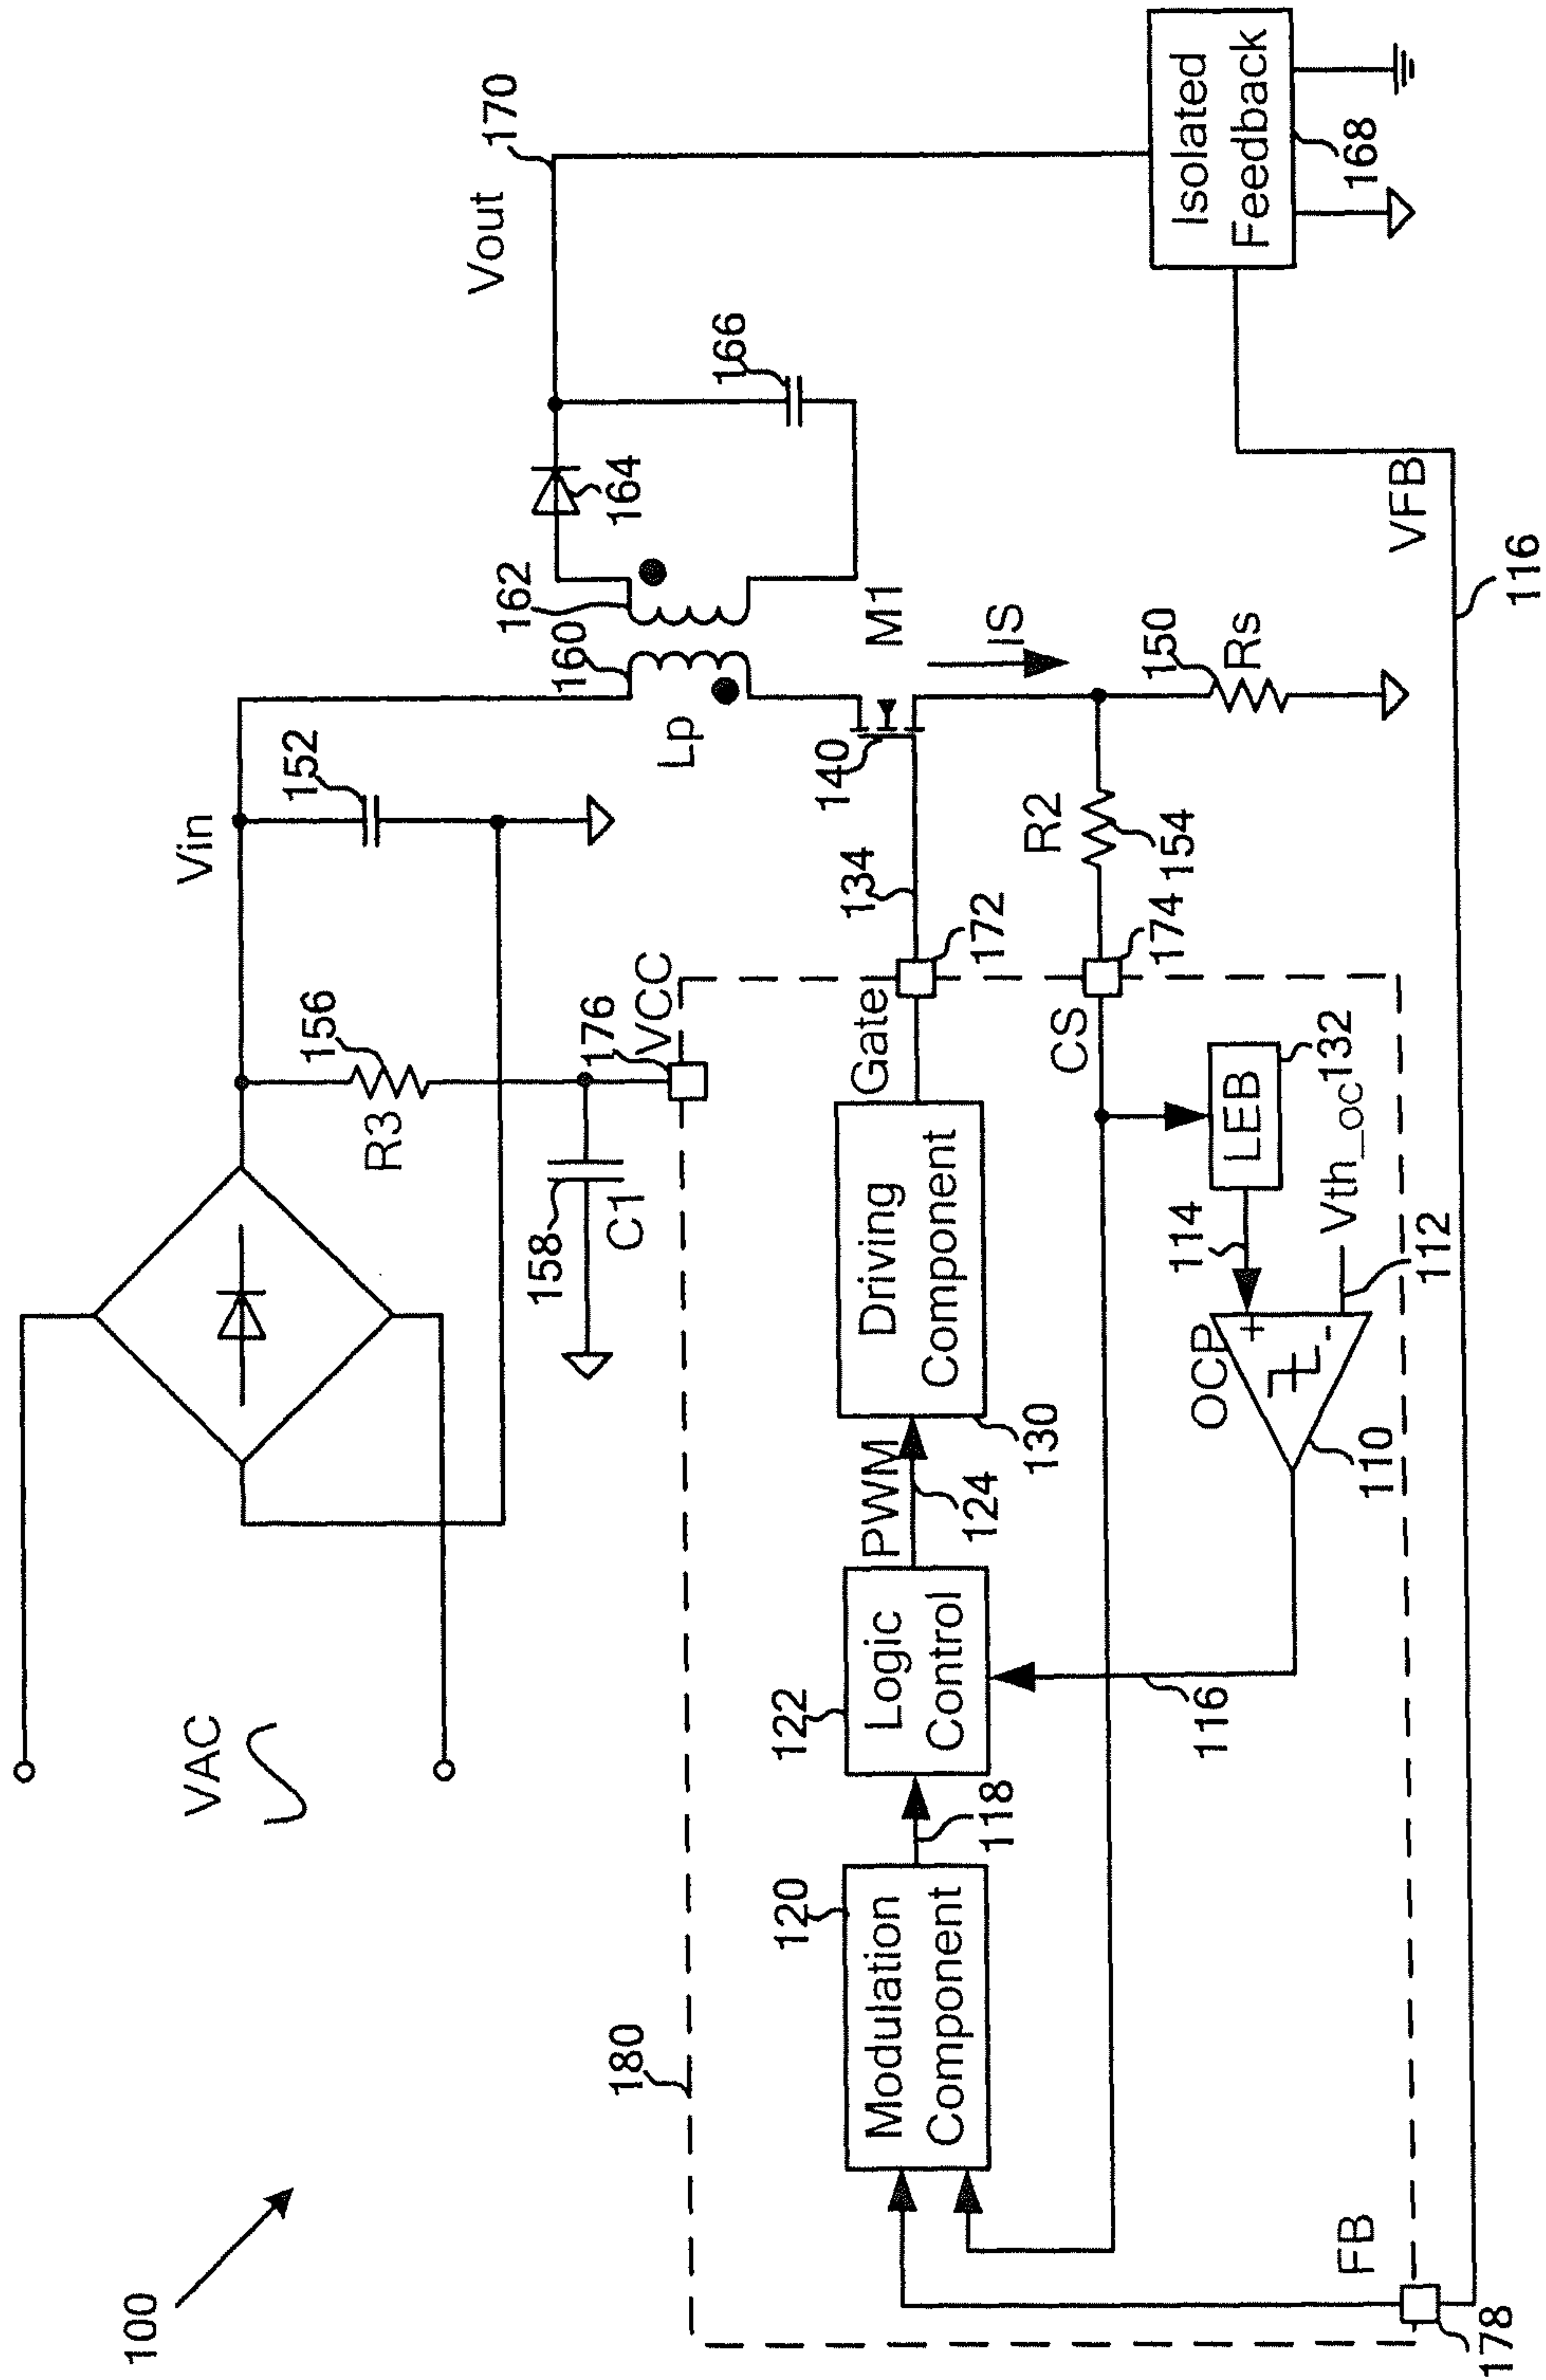 100
VAC
Vin
152
156
R3
158
C1
176
VCC
160
162
Lp
164
166
Vout
170
M1
140
IS
150
Rs
R2
154
134
172
174
180
Gate
CS
120
Modulation
Component
118
122
Logic
Control
PWM
124
Driving
Component
130
116
OCP
110
+
-
114
LEB
132
Vth_oc
112
FB
178
VFB
116
Isolated
Feedback
168